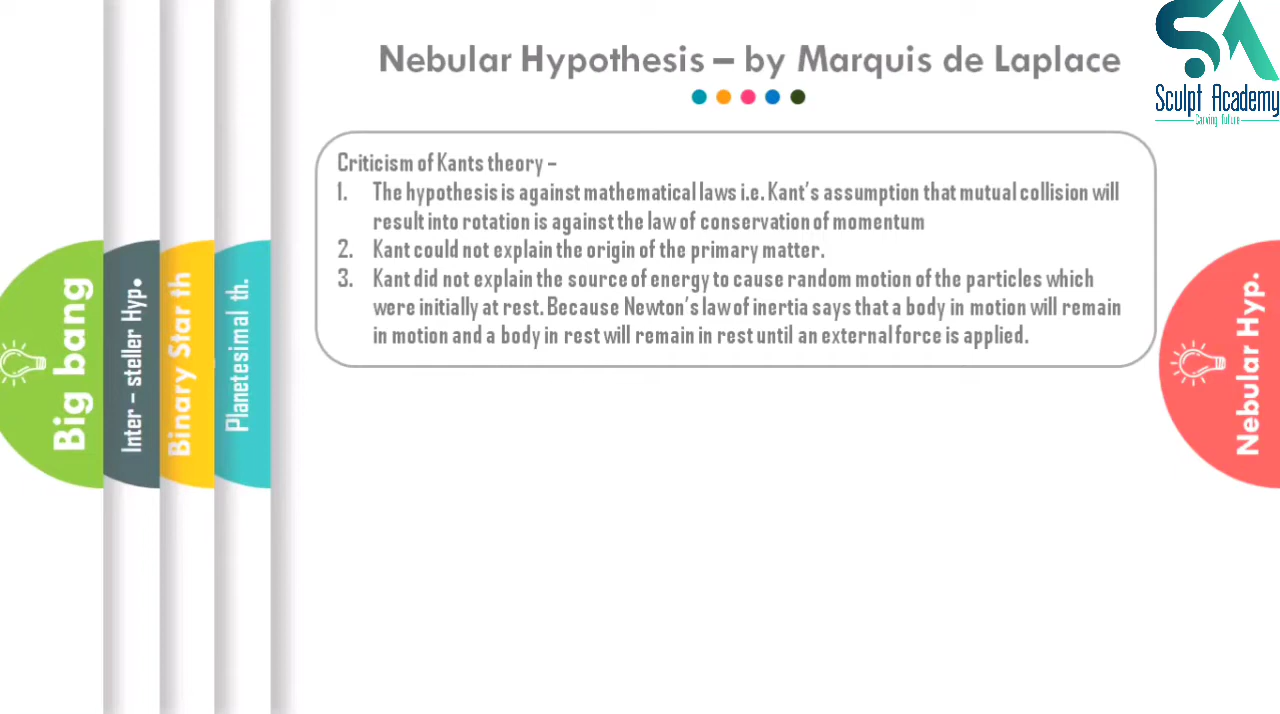 Nebular Hypothesis – by Marquis de Laplace
Sculpt Academy
Carving future
Criticism of Kants theory –
1. The hypothesis is against mathematical laws i.e. Kant's assumption that mutual collision will
result into rotation is against the law of conservation of momentum
2. Kant could not explain the origin of the primary matter.
3. Kant did not explain the source of energy to cause random motion of the particles which
were initially at rest. Because Newton's law of inertia says that a body in motion will remain
in motion and a body in rest will remain in rest until an external force is applied.
Big bang
Inter – steller Hyp.
Binary Star th
Planetesimal th.
Nebular Hyp.